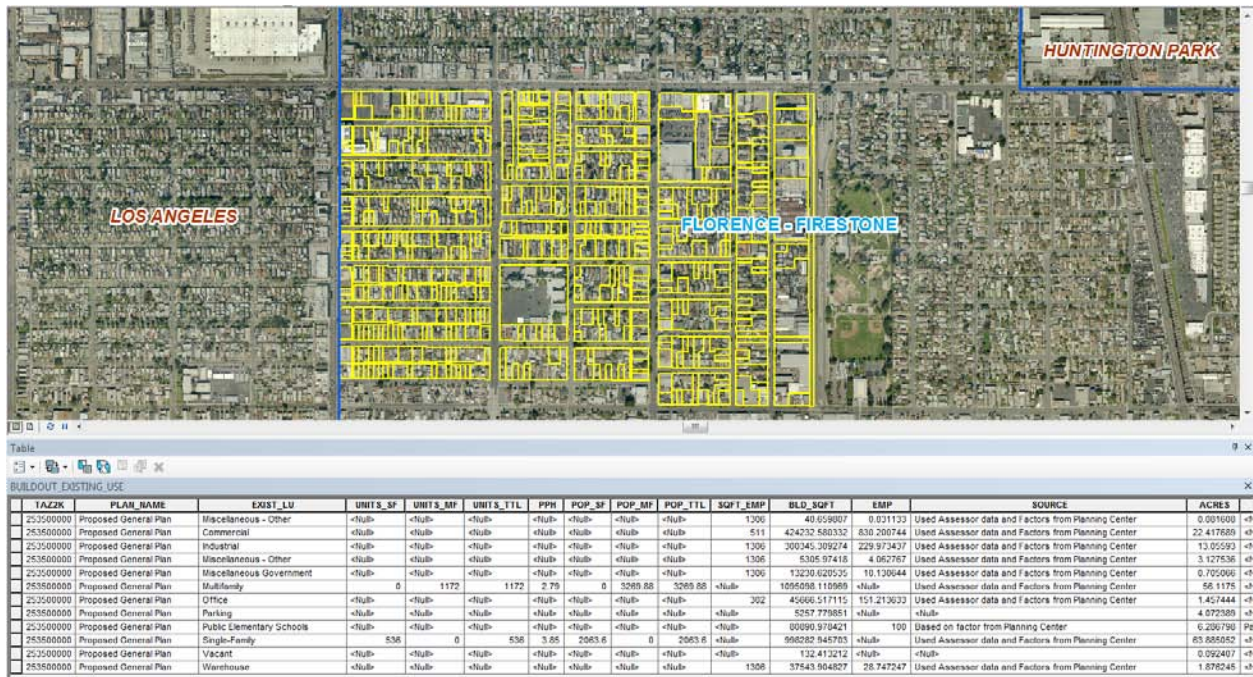 HUNTINGTON PARK
LOS ANGELES
FLORENCE - FIRESTONE
Table
BUILDOUT_EXISTING_USE
TAZ2K PLAN_NAME EXIST_LU UNITS_SF UNITS_MF UNITS_TTL PPH POP_SF POP_MF POP_TTL SQFT_EMP BLD_SQFT EMP SOURCE ACRES
253500000 Proposed General Plan Miscellaneous - Other <Null> <Null> <Null> <Null> <Null> <Null> <Null> 1306 40.659807 0.031133 Used Assessor data and Factors from Planning Center 0.081608
253500000 Proposed General Plan Commercial <Null> <Null> <Null> <Null> <Null> <Null> <Null> 511 424232.580332 830.200744 Used Assessor data and Factors from Planning Center 22.417689
253500000 Proposed General Plan Industrial <Null> <Null> <Null> <Null> <Null> <Null> <Null> 1306 300345.309274 229.973437 Used Assessor data and Factors from Planning Center 13.05593
253500000 Proposed General Plan Miscellaneous - Other <Null> <Null> <Null> <Null> <Null> <Null> <Null> 1306 5305.97418 4.062767 Used Assessor data and Factors from Planning Center 3.127536
253500000 Proposed General Plan Miscellaneous Government <Null> <Null> <Null> <Null> <Null> <Null> <Null> 1306 13230.620535 10.130644 Used Assessor data and Factors from Planning Center 0.705066
253500000 Proposed General Plan Multifamily 0 1172 1172 2.79 0 3269.88 3269.88 <Null> 1095098.110969 <Null> Used Assessor data and Factors from Planning Center 56.1175
253500000 Proposed General Plan Office <Null> <Null> <Null> <Null> <Null> <Null> <Null> 302 45666.517115 151.213633 Used Assessor data and Factors from Planning Center 1.457444
253500000 Proposed General Plan Parking <Null> <Null> <Null> <Null> <Null> <Null> <Null> <Null> 5257.779851 <Null> <Null> 4.072389
253500000 Proposed General Plan Public Elementary Schools <Null> <Null> <Null> <Null> <Null> <Null> <Null> <Null> 80890.978421 100 Based on factor from Planning Center 6.286798
253500000 Proposed General Plan Single-Family 536 0 536 3.85 2063.6 0 2063.6 <Null> 998282.945703 <Null> Used Assessor data and Factors from Planning Center 63.885052
253500000 Proposed General Plan Vacant <Null> <Null> <Null> <Null> <Null> <Null> <Null> <Null> 132.413212 <Null> <Null> 0.092407
253500000 Proposed General Plan Warehouse <Null> <Null> <Null> <Null> <Null> <Null> <Null> 1306 37543.904827 28.747247 Used Assessor data and Factors from Planning Center 1.876245